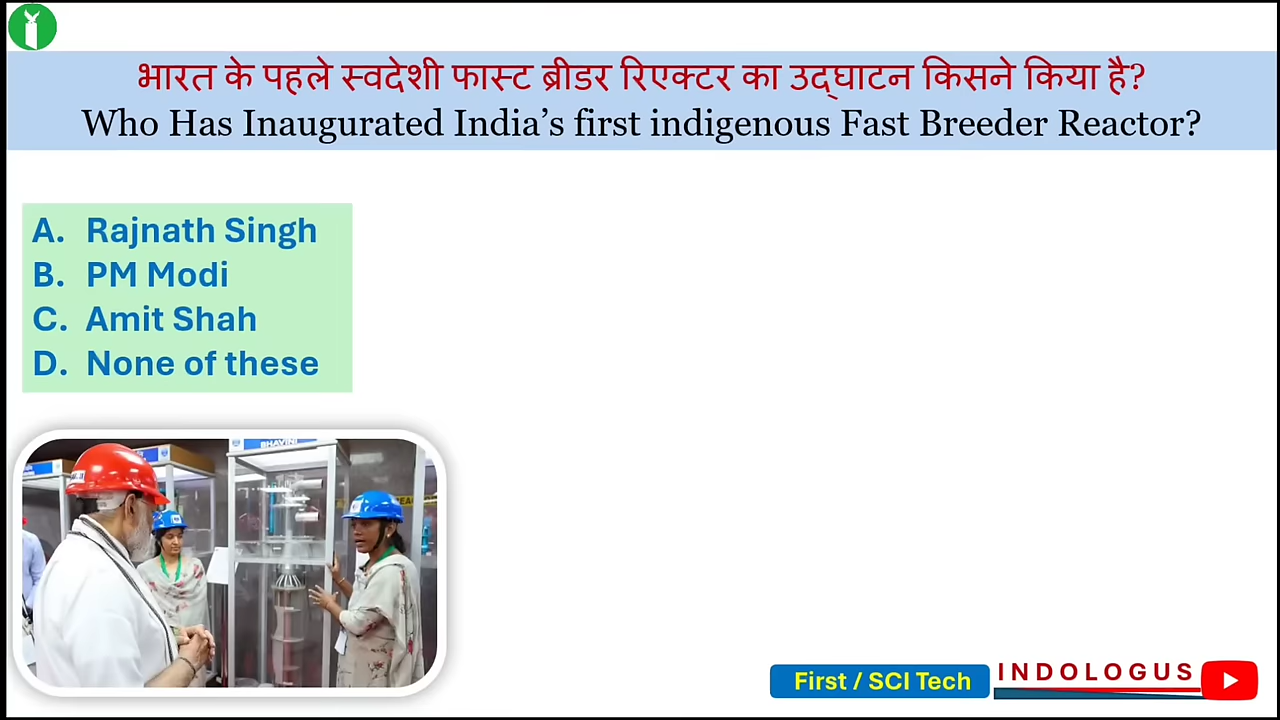 भारत के पहले स्वदेशी फास्ट ब्रीडर रिएक्टर का उद्घाटन किसने किया है?
Who Has Inaugurated India’s first indigenous Fast Breeder Reactor?
A. Rajnath Singh
B. PM Modi
C. Amit Shah
D. None of these
BHAVINI
First / SCI Tech
INDOLOGUS